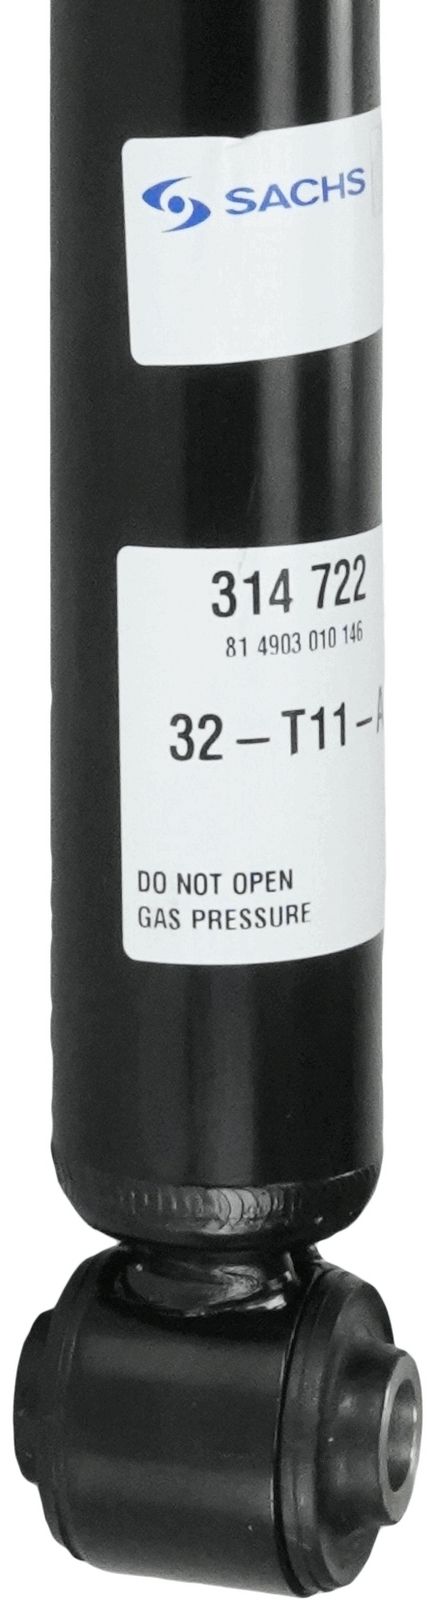 SACHS
314 722
81 4903 010 146
32-T11-A
DO NOT OPEN
GAS PRESSURE